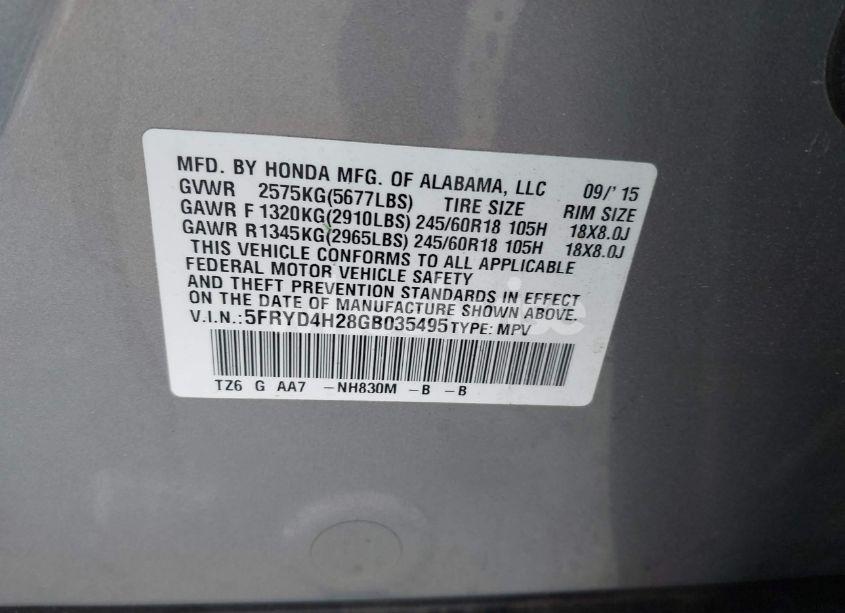 MFD. BY HONDA MFG. OF ALABAMA, LLC 09/' 15
GVWR 2575KG(5677LBS) TIRE SIZE RIM SIZE
GAWR F 1320KG(2910LBS) 245/60R18 105H 18X8.0J
GAWR R1345KG(2965LBS) 245/60R18 105H 18X8.0J
THIS VEHICLE CONFORMS TO ALL APPLICABLE
FEDERAL MOTOR VEHICLE SAFETY
AND THEFT PREVENTION STANDARDS IN EFFECT
ON THE DATE OF MANUFACTURE SHOWN ABOVE.
V.I.N.:5FRYD4H28GB035495 TYPE: MPV
TZ6 G AA7 -NH830M -B -B